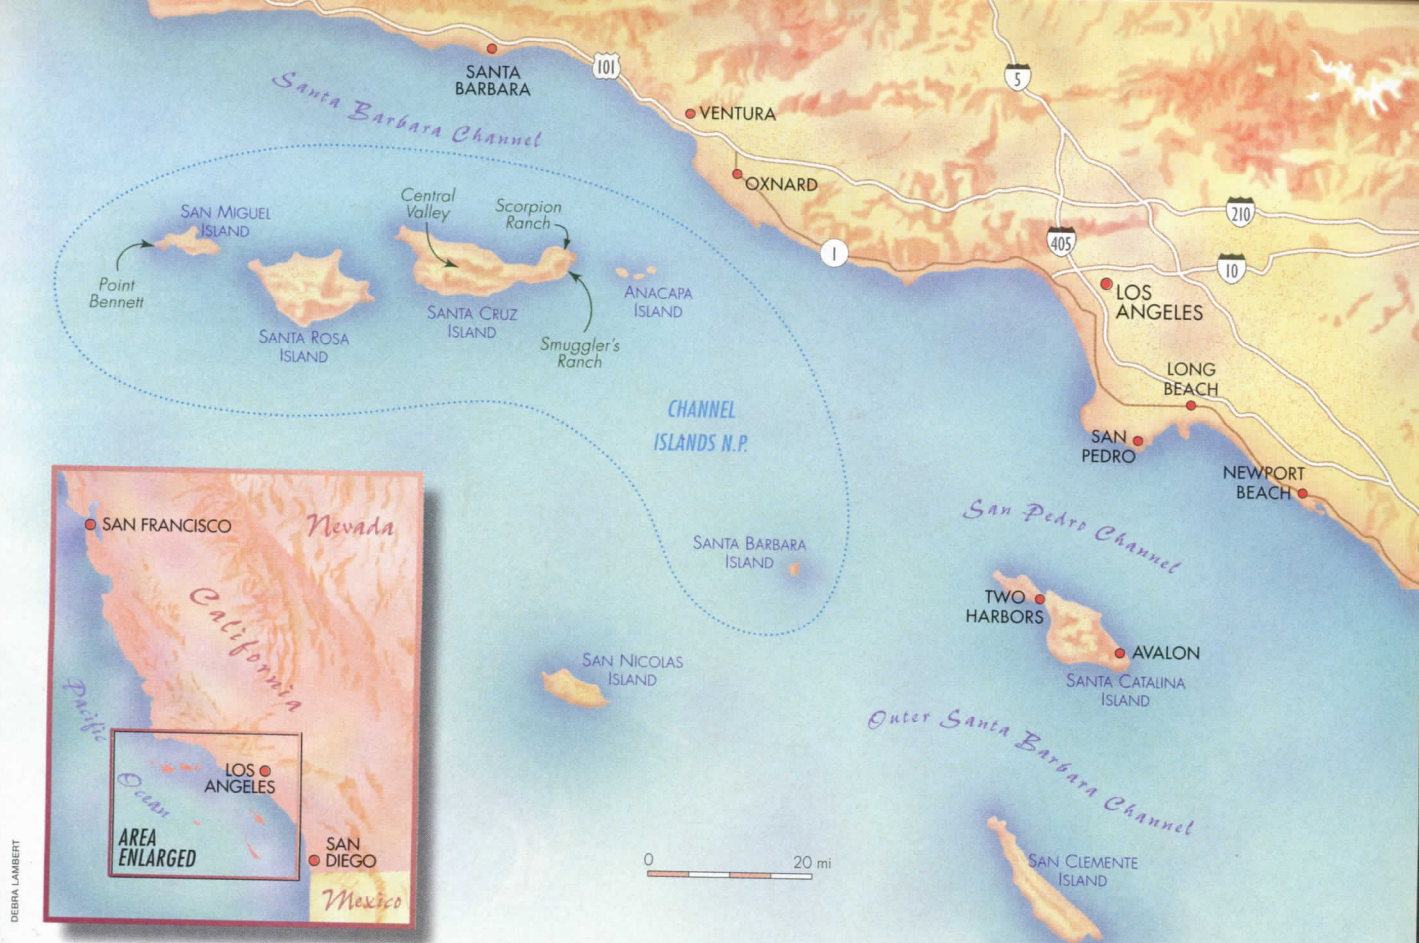 SANTA
BARBARA
101
5
Santa Barbara Channel
VENTURA
OXNARD
Central
Valley
Scorpion
Ranch
SAN MIGUEL
ISLAND
210
405
1
10
Point
Bennett
ANACAPA
ISLAND
LOS
ANGELES
SANTA CRUZ
ISLAND
SANTA ROSA
ISLAND
Smuggler's
Ranch
LONG
BEACH
CHANNEL
ISLANDS N.P.
SAN
PEDRO
NEWPORT
BEACH
San Pedro Channel
SANTA BARBARA
ISLAND
TWO
HARBORS
AVALON
SANTA CATALINA
ISLAND
SAN NICOLAS
ISLAND
Outer Santa Barbara Channel
SAN CLEMENTE
ISLAND
0 20 mi
SAN FRANCISCO
Nevada
California
Pacific
Ocean
LOS
ANGELES
AREA
ENLARGED
SAN
DIEGO
Mexico
DEBRA LAMBERT